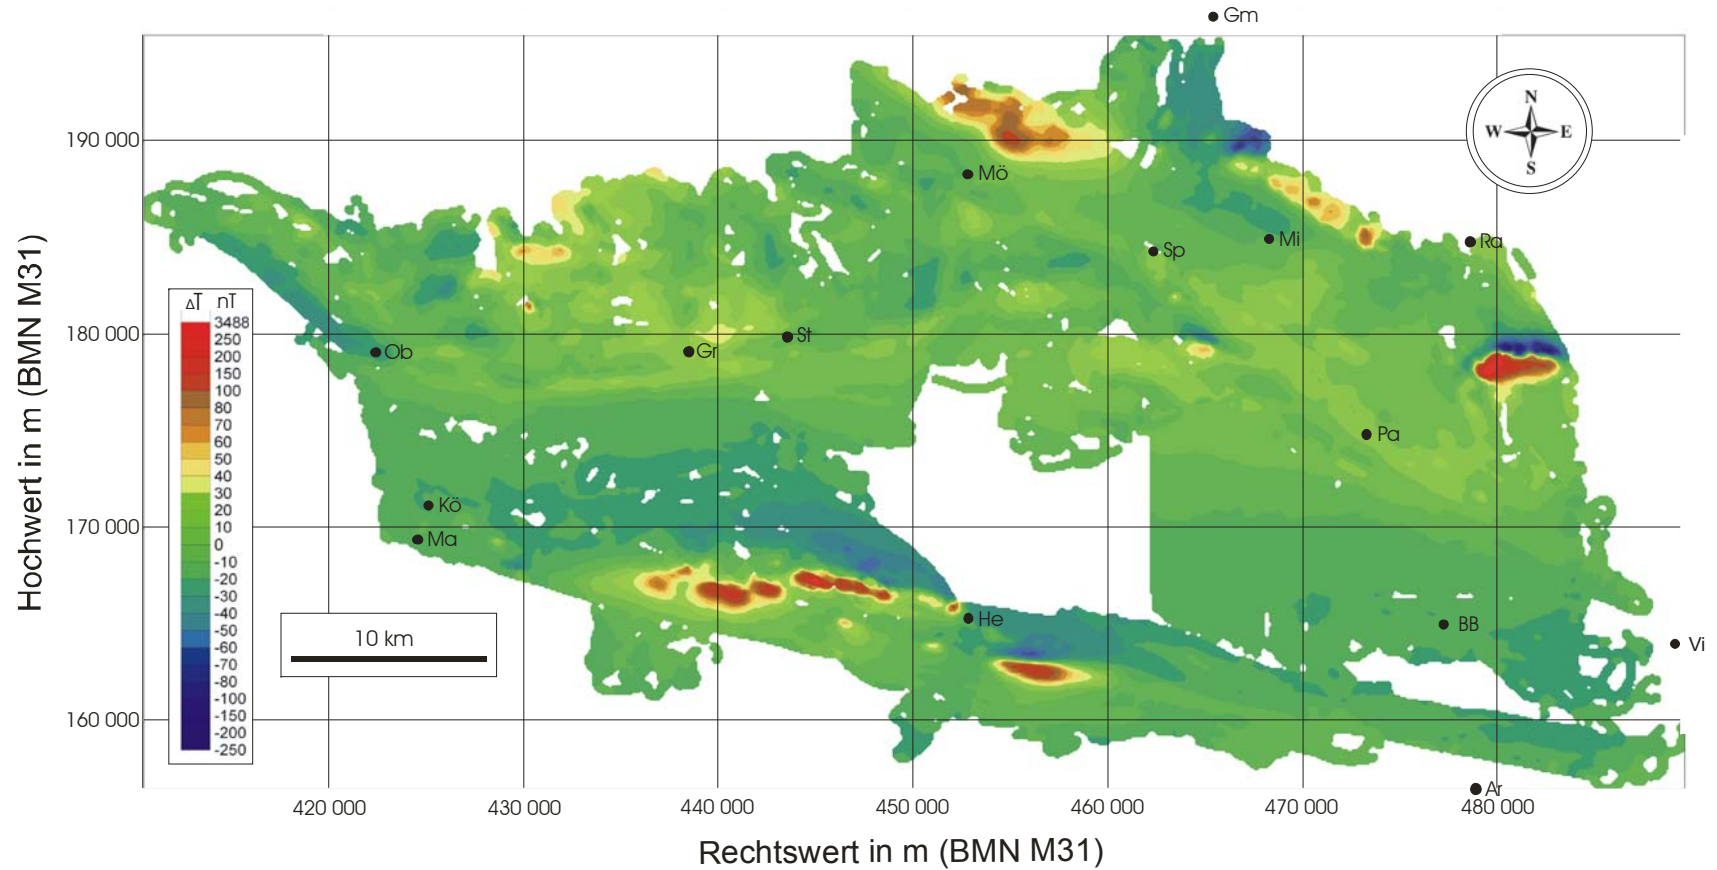 Gm
N
W E
S
190 000
Mö
Mi
Sp
Ra
ΔT nT
3488
250
200
150
100
80
70
60
50
40
30
20
10
0
-10
-20
-30
-40
-50
-60
-70
-80
-100
-150
-200
-250
180 000
Ob
Gr
St
Pa
170 000
Kö
Ma
He
BB
Vi
10 km
160 000
Ar
420 000 430 000 440 000 450 000 460 000 470 000 480 000
Hochwert in m (BMN M31)
Rechtswert in m (BMN M31)